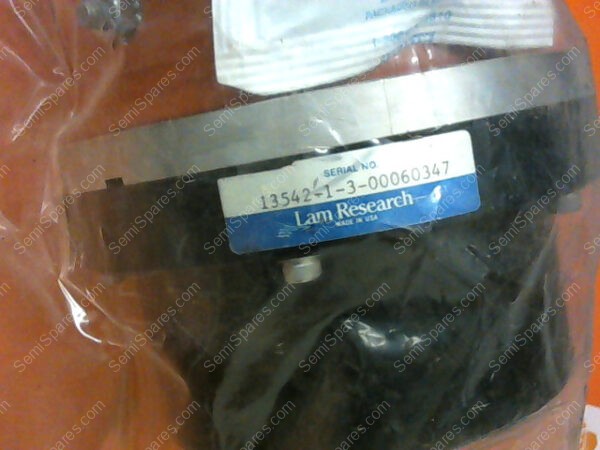 SERIAL NO.
13542-1-3-00060347
Lam Research
MADE IN USA
SemiSpares.com